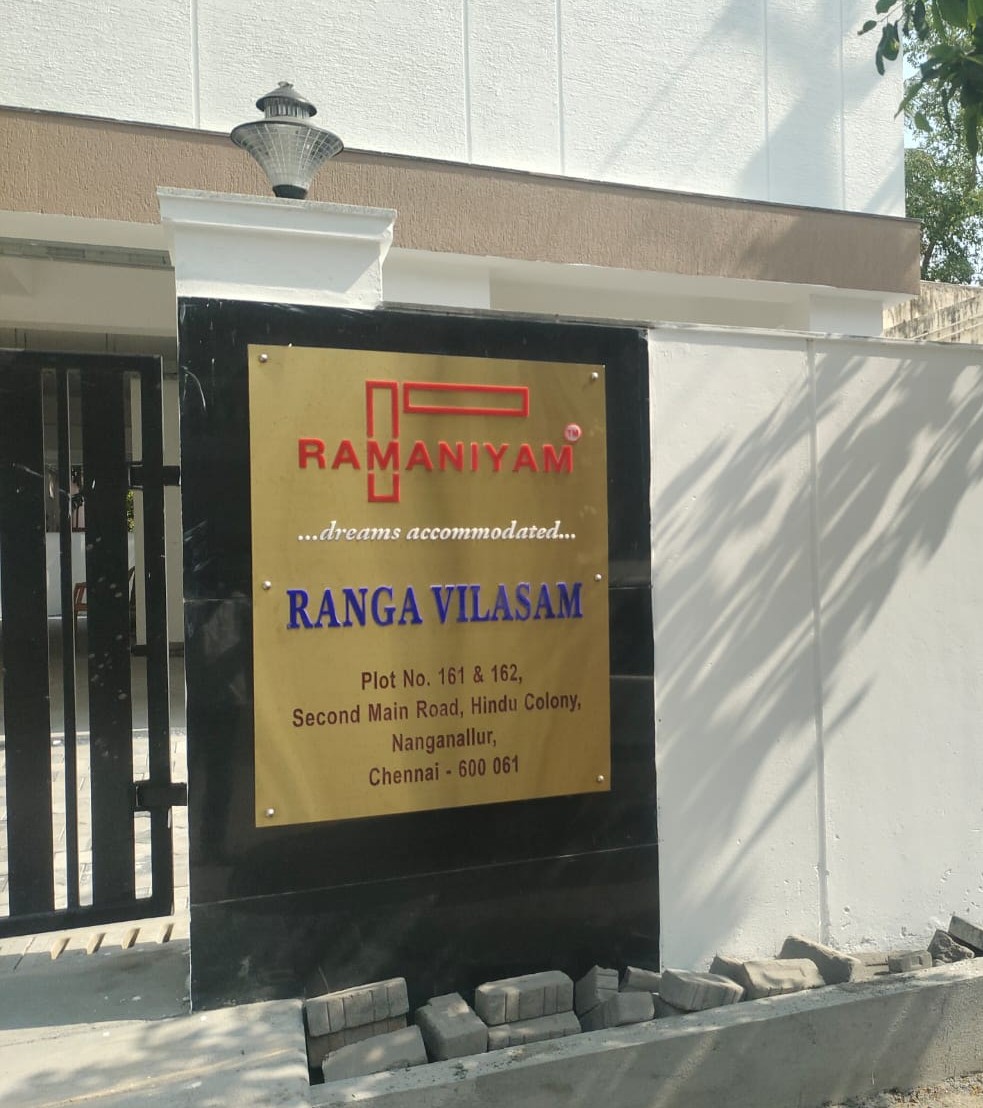 RAMANIYAM TM
...dreams accommodated...
RANGA VILASAM
Plot No. 161 & 162,
Second Main Road, Hindu Colony,
Nanganallur,
Chennai - 600 061